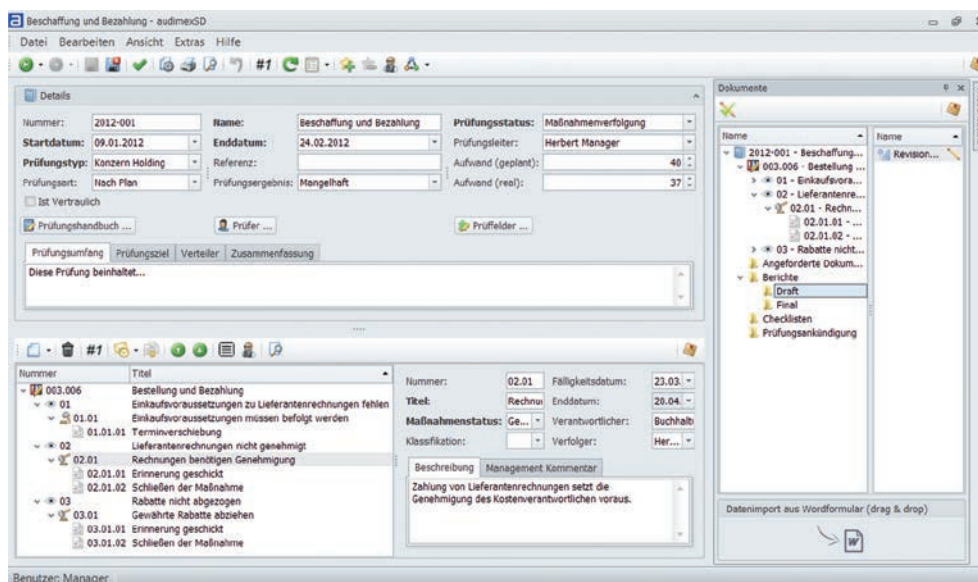 a Beschaffung und Bezahlung - audimexSD
Datei Bearbeiten Ansicht Extras Hilfe
#1
Details
Nummer: 2012-001 Name: Beschaffung und Bezahlung Prüfungsstatus: Maßnahmenverfolgung
Startdatum: 09.01.2012 Enddatum: 24.02.2012 Prüfungsleiter: Herbert Manager
Prüfungstyp: Konzern Holding Referenz: Aufwand (geplant): 40
Prüfungsart: Nach Plan Prüfungsergebnis: Mangelhaft Aufwand (real): 37
Ist Vertraulich
Prüfungshandbuch ... Prüfer ... Prüffelder ...
Prüfungsumfang Prüfungsziel Verteiler Zusammenfassung
Diese Prüfung beinhaltet...
#1
Nummer Titel
003.006 Bestellung und Bezahlung
01 Einkaufsvoraussetzungen zu Lieferantenrechnungen fehlen
01.01 Einkaufsvoraussetzungen müssen befolgt werden
01.01.01 Terminverschiebung
02 Lieferantenrechnungen nicht genehmigt
02.01 Rechnungen benötigen Genehmigung
02.01.01 Erinnerung geschickt
02.01.02 Schließen der Maßnahme
03 Rabatte nicht abgezogen
03.01 Gewährte Rabatte abziehen
03.01.01 Erinnerung geschickt
03.01.02 Schließen der Maßnahme
Nummer: 02.01 Fälligkeitsdatum: 23.03.
Titel: Rechnu Enddatum: 20.04.
Maßnahmenstatus: Ge... Verantwortlicher: Buchhalt
Klassifikation: Verfolger: Her...
Beschreibung Management Kommentar
Zahlung von Lieferantenrechnungen setzt die
Genehmigung des Kostenverantwortlichen voraus.
Dokumente
Name Name
2012-001 - Beschaffung... Revision...
003.006 - Bestellung ...
01 - Einkaufsvora...
02 - Lieferantenre...
02.01 - Rechn...
02.01.01 - ...
02.01.02 - ...
03 - Rabatte nicht...
Angeforderte Dokum...
Berichte
Draft
Final
Checklisten
Prüfungsankündigung
Datenimport aus Wordformular (drag & drop)
W
Benutzer: Manager